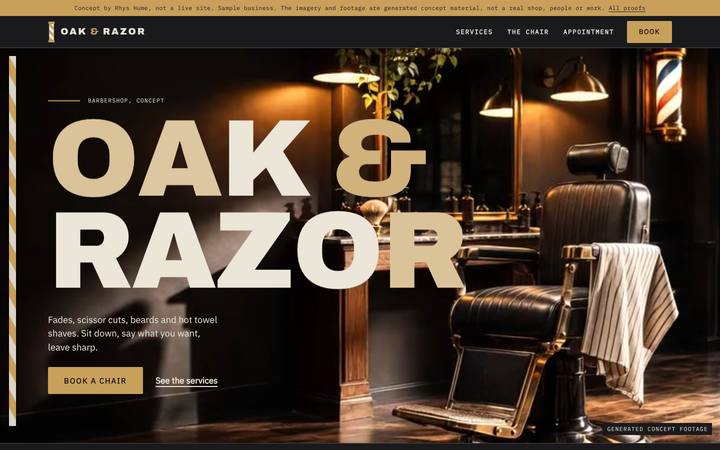 Concept by Rhys Hume, not a live site. Sample business. The imagery and footage are generated concept material, not a real shop, people or work. All proofs
OAK & RAZOR
SERVICES THE CHAIR APPOINTMENT BOOK
BARBERSHOP, CONCEPT
OAK &
RAZOR
Fades, scissor cuts, beards and hot towel
shaves. Sit down, say what you want,
leave sharp.
BOOK A CHAIR See the services
GENERATED CONCEPT FOOTAGE